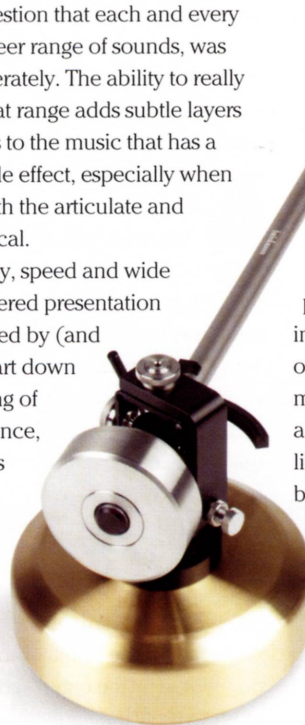 estion that each and every
eer range of sounds, was
erately. The ability to really
at range adds subtle layers
s to the music that has a
le effect, especially when
th the articulate and
cal.
y, speed and wide
ered presentation
ed by (and
art down
ng of
nce,
s
p
in
o
m
a
li
b